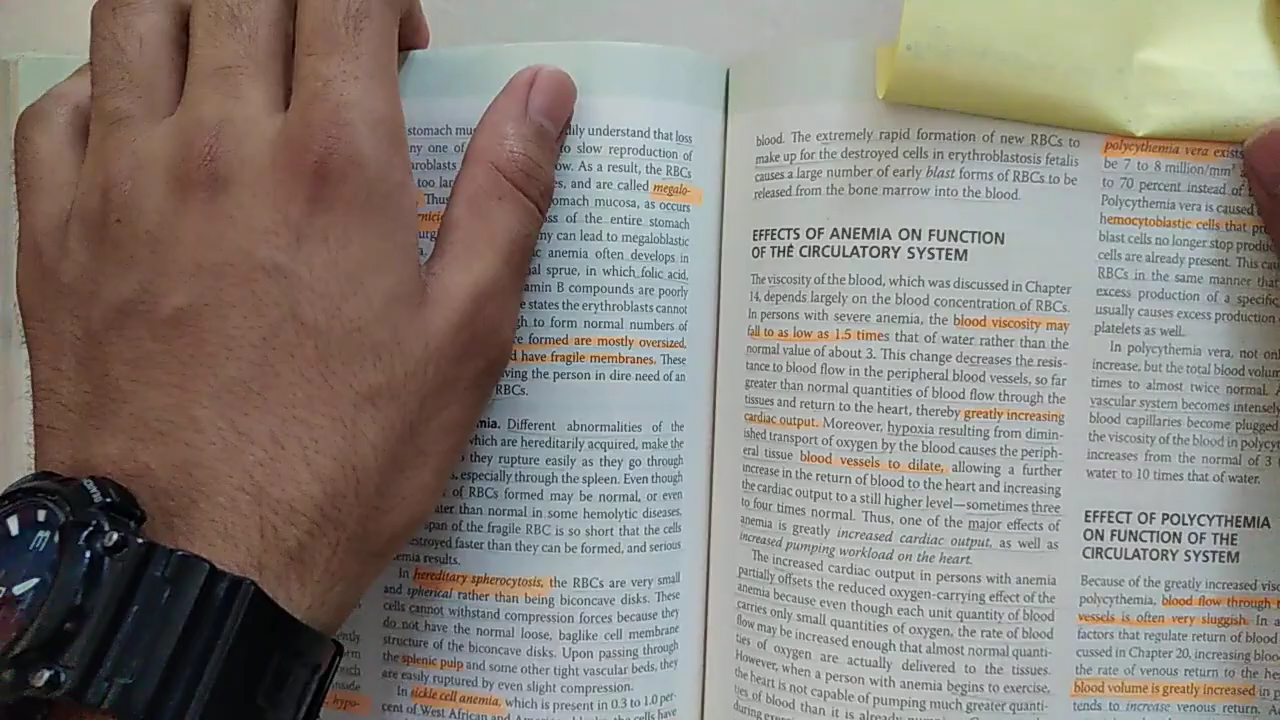 stomach mu
dily understand that loss
ny one of
to slow reproduction of
roblasts
ow. As a result, the RBCs
too lar
es, and are called megalo-
Thus
omach mucosa, as occurs
rnicio
oss of the entire stomach
urg
my can lead to megaloblastic
c anemia often develops in
al sprue, in which folic acid,
amin B compounds are poorly
e states the erythroblasts cannot
gh to form normal numbers of
e formed are mostly oversized,
d have fragile membranes. These
ving the person in dire need of an
RBCs.
mia. Different abnormalities of the
which are hereditarily acquired, make the
they rupture easily as they go through
s, especially through the spleen. Even though
of RBCs formed may be normal, or even
ater than normal in some hemolytic diseases,
span of the fragile RBC is so short that the cells
estroyed faster than they can be formed, and serious
emia results.
In hereditary spherocytosis, the RBCs are very small
and spherical rather than being biconcave disks. These
cells cannot withstand compression forces because they
do not have the normal loose, baglike cell membrane
structure of the biconcave disks. Upon passing through
the splenic pulp and some other tight vascular beds, they
are easily ruptured by even slight compression.
In sickle cell anemia, which is present in 0.3 to 1.0 per-
cent of West African and
hypo-
blood. The extremely rapid formation of new RBCs to
make up for the destroyed cells in erythroblastosis fetalis
causes a large number of early blast forms of RBCs to be
released from the bone marrow into the blood.
EFFECTS OF ANEMIA ON FUNCTION
OF THE CIRCULATORY SYSTEM
The viscosity of the blood, which was discussed in Chapter
14, depends largely on the blood concentration of RBCs.
In persons with severe anemia, the blood viscosity may
fall to as low as 1.5 times that of water rather than the
normal value of about 3. This change decreases the resis-
tance to blood flow in the peripheral blood vessels, so far
greater than normal quantities of blood flow through the
tissues and return to the heart, thereby greatly increasing
cardiac output. Moreover, hypoxia resulting from dimin-
ished transport of oxygen by the blood causes the periph-
eral tissue blood vessels to dilate, allowing a further
increase in the return of blood to the heart and increasing
the cardiac output to a still higher level—sometimes three
to four times normal. Thus, one of the major effects of
anemia is greatly increased cardiac output, as well as
increased pumping workload on the heart.
The increased cardiac output in persons with anemia
partially offsets the reduced oxygen-carrying effect of the
anemia because even though each unit quantity of blood
carries only small quantities of oxygen, the rate of blood
flow may be increased enough that almost normal quanti-
ties of oxygen are actually delivered to the tissues.
However, when a person with anemia begins to exercise,
the heart is not capable of pumping much greater quanti-
ties of blood than it is already
during
polycythemia vera exists
be 7 to 8 million/mm³
to 70 percent instead of
Polycythemia vera is caused
hemocytoblastic cells that pro
blast cells no longer stop produc
cells are already present. This cau
RBCs in the same manner that
excess production of a specific
usually causes excess production
platelets as well.
In polycythemia vera, not onl
increase, but the total blood volum
times to almost twice normal.
vascular system becomes intensel
blood capillaries become plugged
the viscosity of the blood in polycy
increases from the normal of 3
water to 10 times that of water.
EFFECT OF POLYCYTHEMIA
ON FUNCTION OF THE
CIRCULATORY SYSTEM
Because of the greatly increased visc
polycythemia, blood flow through
vessels is often very sluggish. In a
factors that regulate return of blood
cussed in Chapter 20, increasing bloo
the rate of venous return to the he
blood volume is greatly increased in p
tends to increase venous return. A